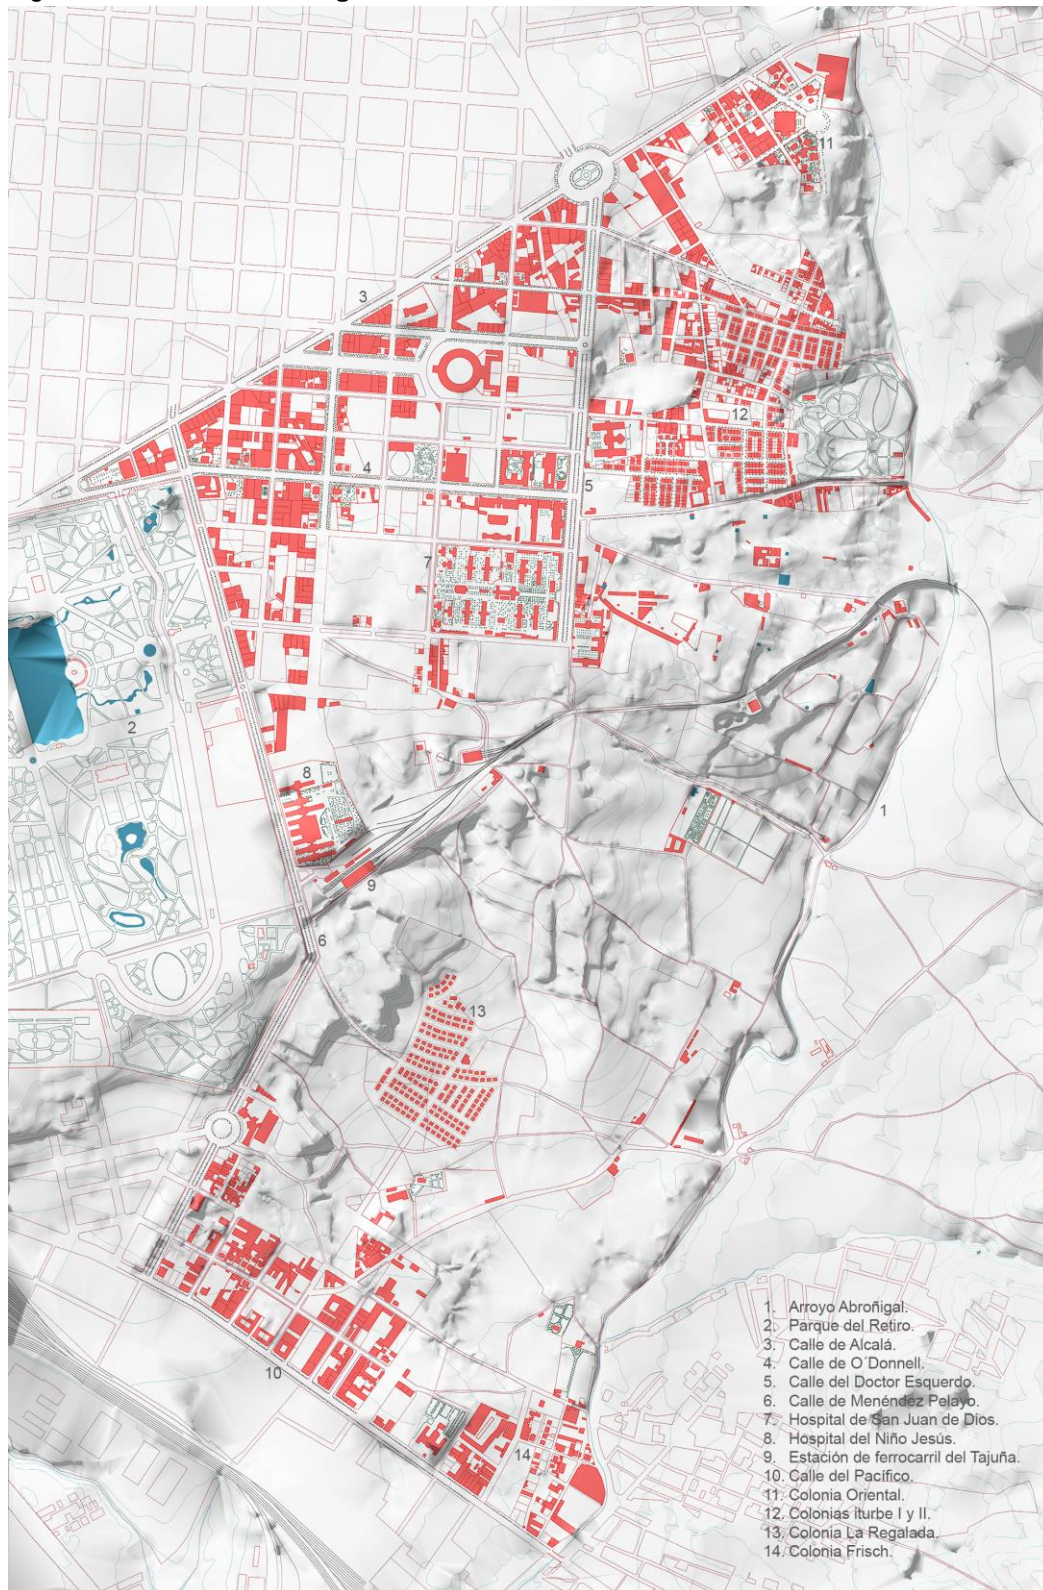 11
3
12
4
5
7
2
8
1
9
6
13
10
14
1. Arroyo Abroñigal.
2. Parque del Retiro.
3. Calle de Alcalá.
4. Calle de O´Donnell.
5. Calle del Doctor Esquerdo.
6. Calle de Menéndez Pelayo.
7. Hospital de San Juan de Dios.
8. Hospital del Niño Jesús.
9. Estación de ferrocarril del Tajuña.
10. Calle del Pacífico.
11. Colonia Oriental.
12. Colonias Iturbe I y II.
13. Colonia La Regalada.
14. Colonia Frisch.